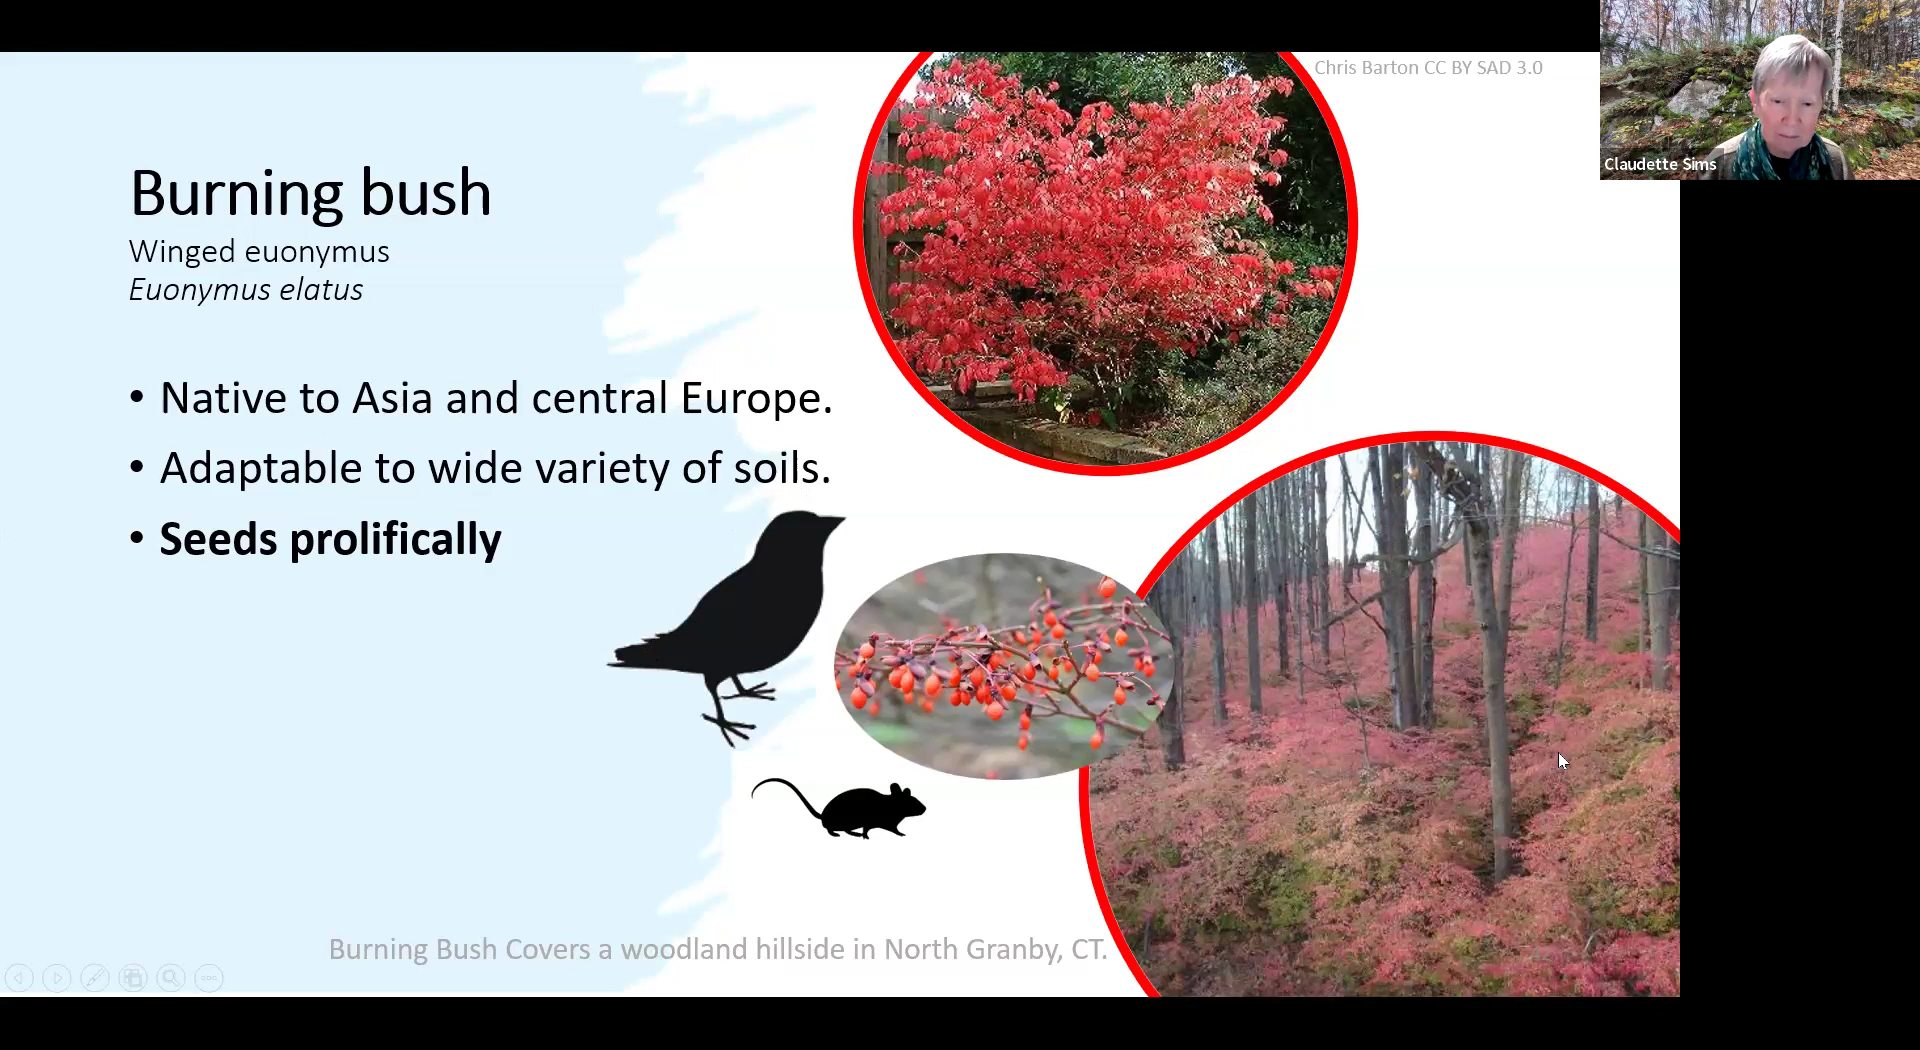 Chris Barton CC BY SAD 3.0
Claudette Sims
Burning bush
Winged euonymus
Euonymus elatus
• Native to Asia and central Europe.
• Adaptable to wide variety of soils.
• Seeds prolifically
Burning Bush Covers a woodland hillside in North Granby, CT.